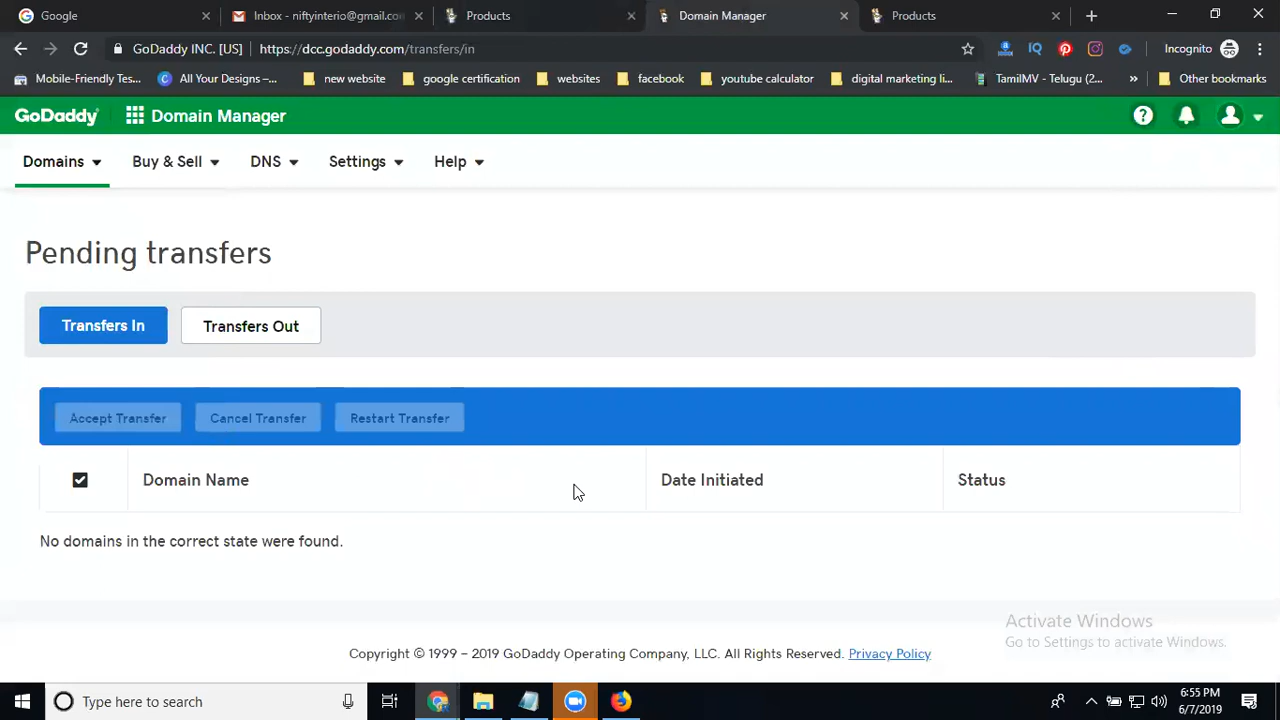 Google
Inbox - niftyinterio@gmail.co
Products
Domain Manager
Products
GoDaddy INC. [US]
https://dcc.godaddy.com/transfers/in
Incognito
Mobile-Friendly Tes...
All Your Designs –...
new website
google certification
websites
facebook
youtube calculator
digital marketing li...
TamilMV - Telugu (2...
»
Other bookmarks
GoDaddy
Domain Manager
Domains
Buy & Sell
DNS
Settings
Help
Pending transfers
Transfers In
Transfers Out
Accept Transfer
Cancel Transfer
Restart Transfer
Domain Name
Date Initiated
Status
No domains in the correct state were found.
Activate Windows
Go to Settings to activate Windows.
Copyright © 1999 – 2019 GoDaddy Operating Company, LLC. All Rights Reserved. Privacy Policy
Type here to search
6:55 PM
6/7/2019